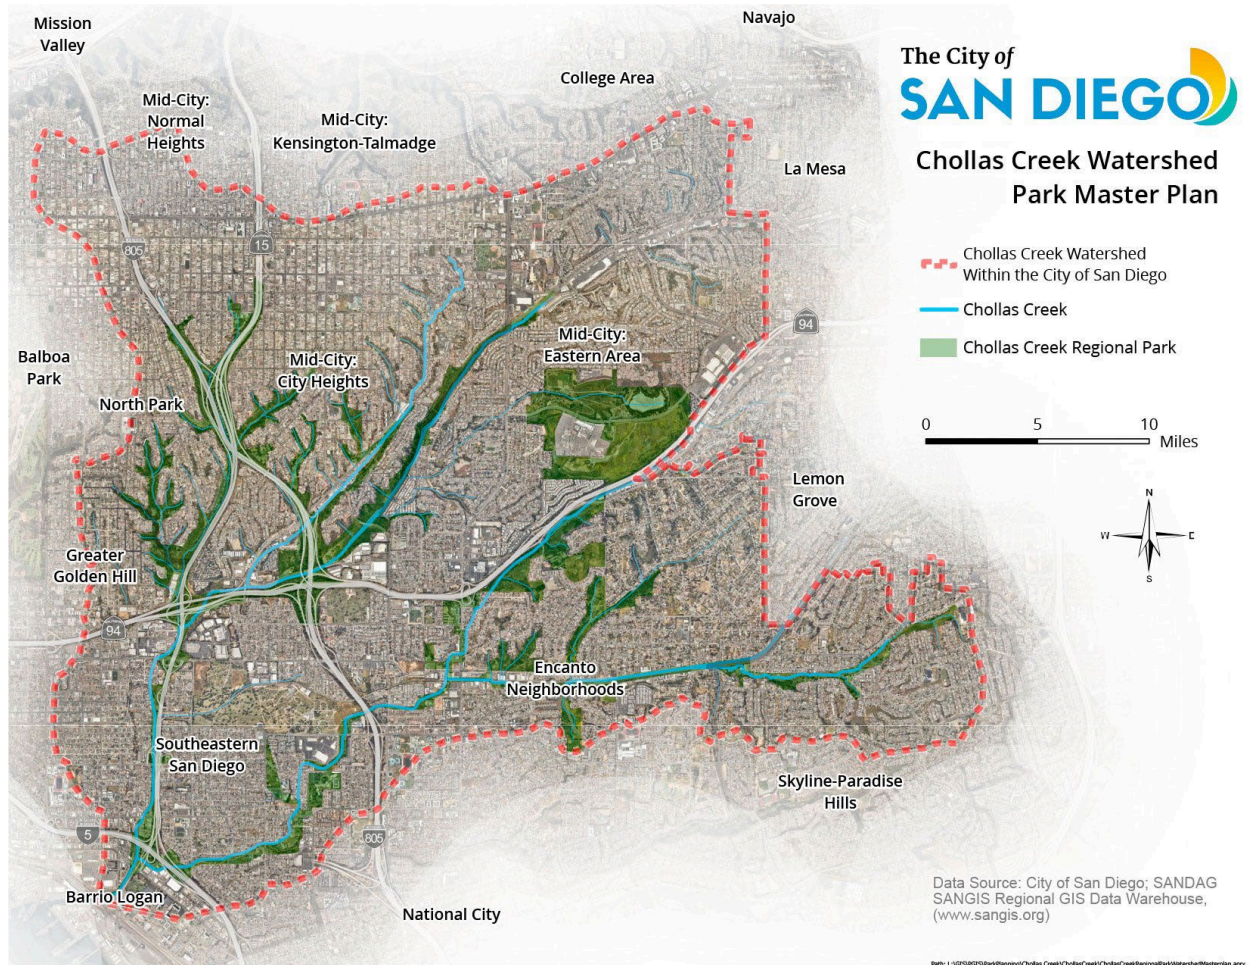 Mission
Valley
Navajo
College Area
The City of
SAN DIEGO
Mid-City:
Normal
Heights
Mid-City:
Kensington-Talmadge
Chollas Creek Watershed
Park Master Plan
La Mesa
805
15
Chollas Creek Watershed
Within the City of San Diego
Chollas Creek
Chollas Creek Regional Park
94
Mid-City:
Eastern Area
Balboa
Park
Mid-City:
City Heights
North Park
0 5 10
Miles
Lemon
Grove
N
W E
S
Greater
Golden Hill
94
Encanto
Neighborhoods
Southeastern
San Diego
Skyline-Paradise
Hills
5
805
Barrio Logan
National City
Data Source: City of San Diego; SANDAG
SANGIS Regional GIS Data Warehouse,
(www.sangis.org)